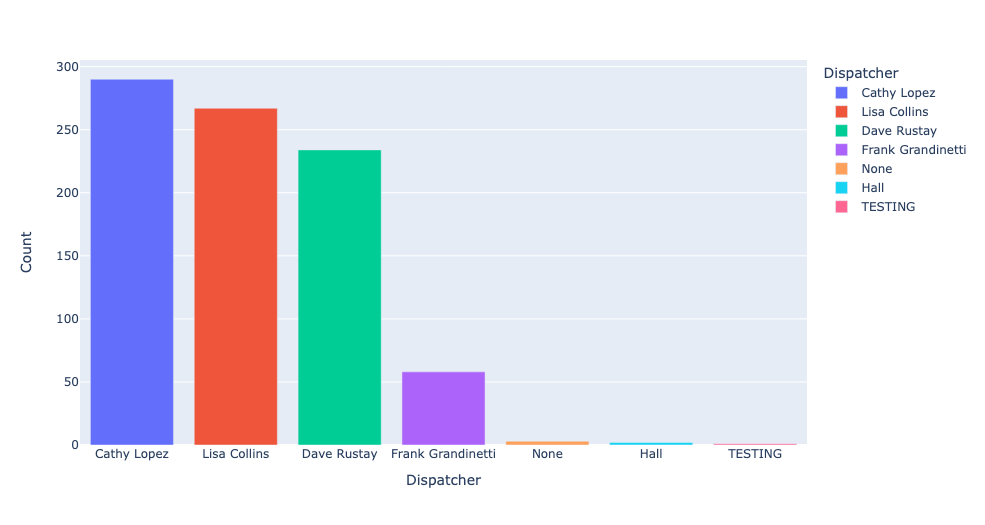 300
250
200
150
100
50
0
Count
Cathy Lopez
Lisa Collins
Dave Rustay
Frank Grandinetti
None
Hall
TESTING
Dispatcher
Dispatcher
Cathy Lopez
Lisa Collins
Dave Rustay
Frank Grandinetti
None
Hall
TESTING